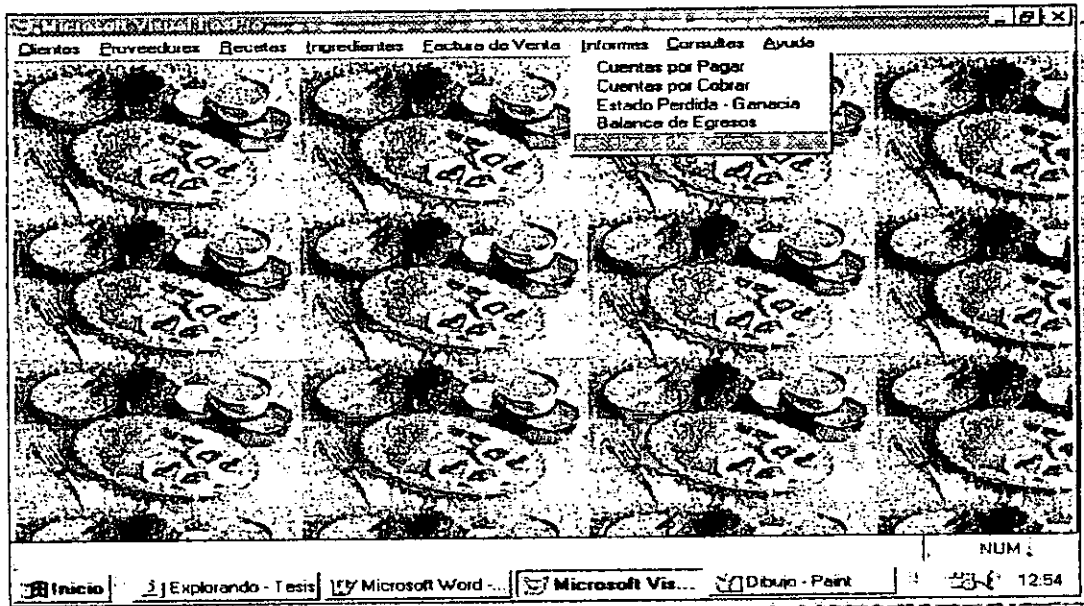 Clientes Proveedores Recetas Ingredientes Factura de Venta Informes Consultas Ayuda
Cuentas por Pagar
Cuentas por Cobrar
Estado Perdida - Ganacia
Balance de Egresos
NUM
Inicio Explorando - Tesis Microsoft Word -... Microsoft Vis... Dibujo - Paint 12:54